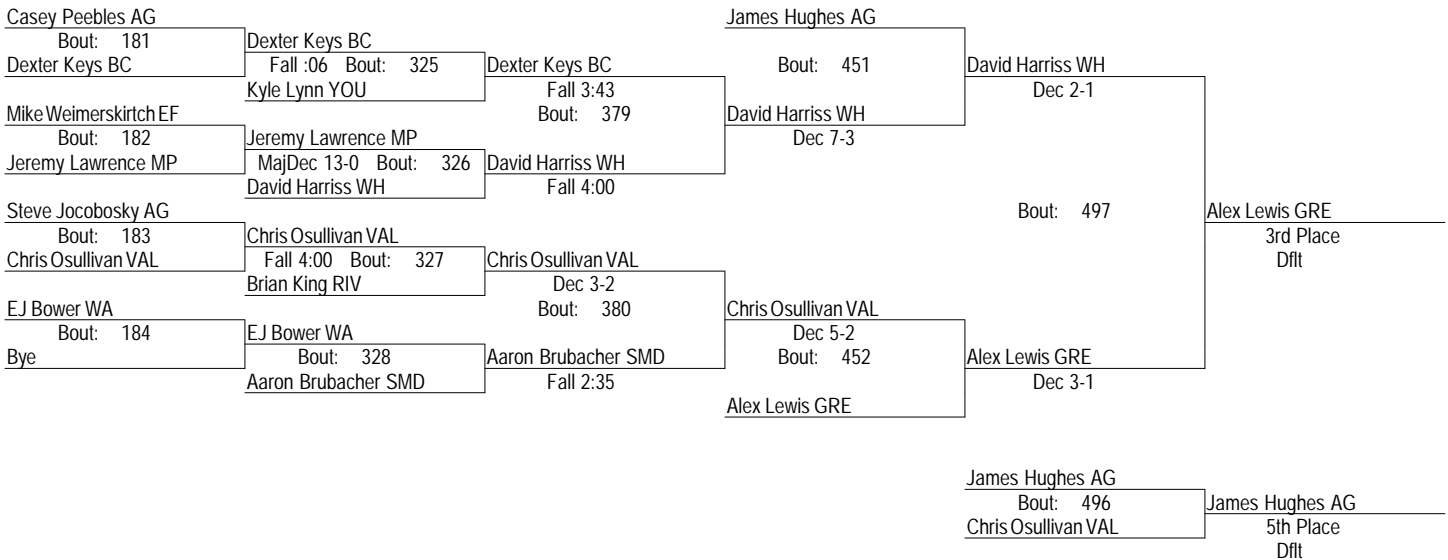 Casey Peebles AG
James Hughes AG
Bout: 181
Dexter Keys BC
Dexter Keys BC
Fall :06 Bout: 325
Dexter Keys BC
Bout: 451
David Harriss WH
Kyle Lynn YOU
Fall 3:43
Dec 2-1
Mike Weimerskirtch EF
Bout: 379
David Harriss WH
Bout: 182
Jeremy Lawrence MP
Dec 7-3
Jeremy Lawrence MP
MajDec 13-0 Bout: 326
David Harriss WH
David Harriss WH
Fall 4:00
Steve Jocobosky AG
Bout: 497
Alex Lewis GRE
Bout: 183
Chris Osullivan VAL
3rd Place
Chris Osullivan VAL
Fall 4:00 Bout: 327
Chris Osullivan VAL
Dflt
Brian King RIV
Dec 3-2
EJ Bower WA
Bout: 380
Chris Osullivan VAL
Bout: 184
EJ Bower WA
Dec 5-2
Bye
Bout: 328
Aaron Brubacher SMD
Bout: 452
Alex Lewis GRE
Aaron Brubacher SMD
Fall 2:35
Dec 3-1
Alex Lewis GRE
James Hughes AG
Bout: 496
James Hughes AG
Chris Osullivan VAL
5th Place
Dflt